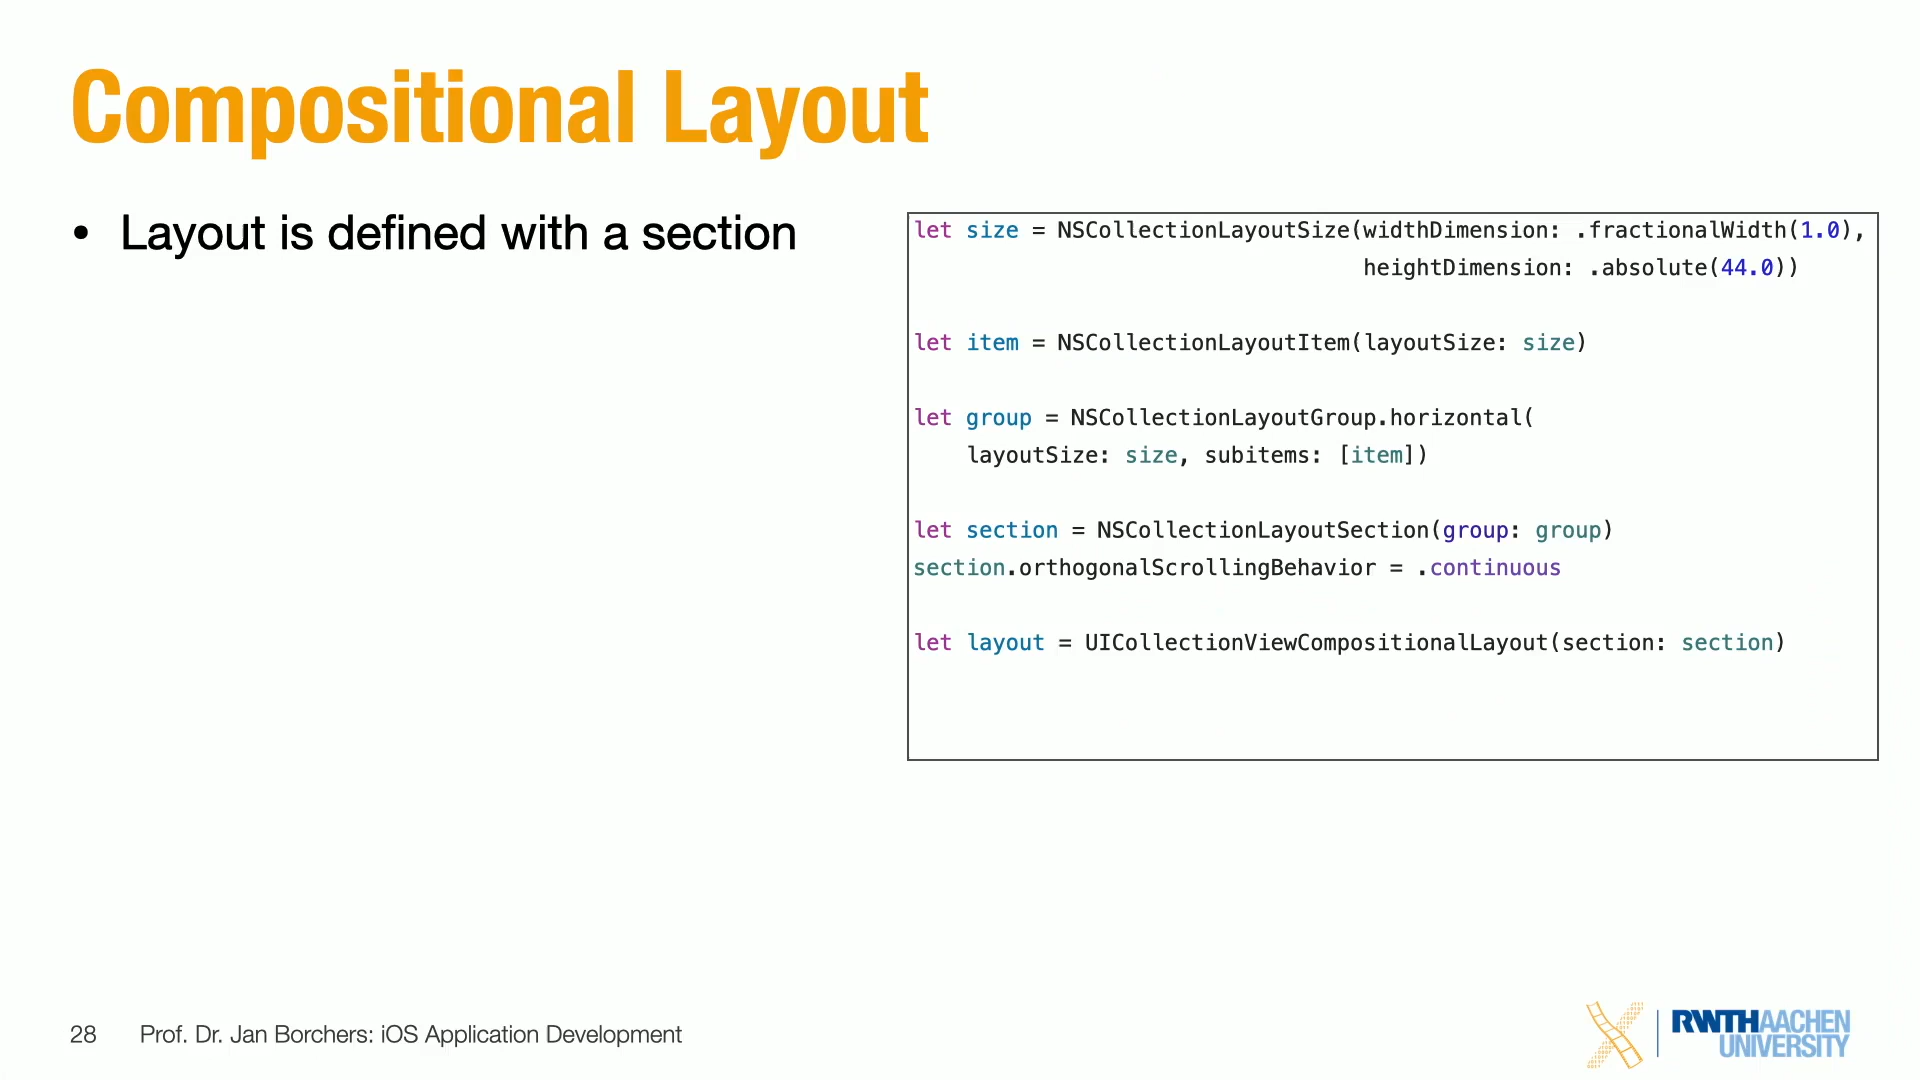 Compositional Layout
• Layout is defined with a section
let size = NSCollectionLayoutSize(widthDimension: .fractionalWidth(1.0),
heightDimension: .absolute(44.0))
let item = NSCollectionLayoutItem(layoutSize: size)
let group = NSCollectionLayoutGroup.horizontal(
layoutSize: size, subitems: [item])
let section = NSCollectionLayoutSection(group: group)
section.orthogonalScrollingBehavior = .continuous
let layout = UICollectionViewCompositionalLayout(section: section)
28 Prof. Dr. Jan Borchers: iOS Application Development
RWTHAACHEN
UNIVERSITY